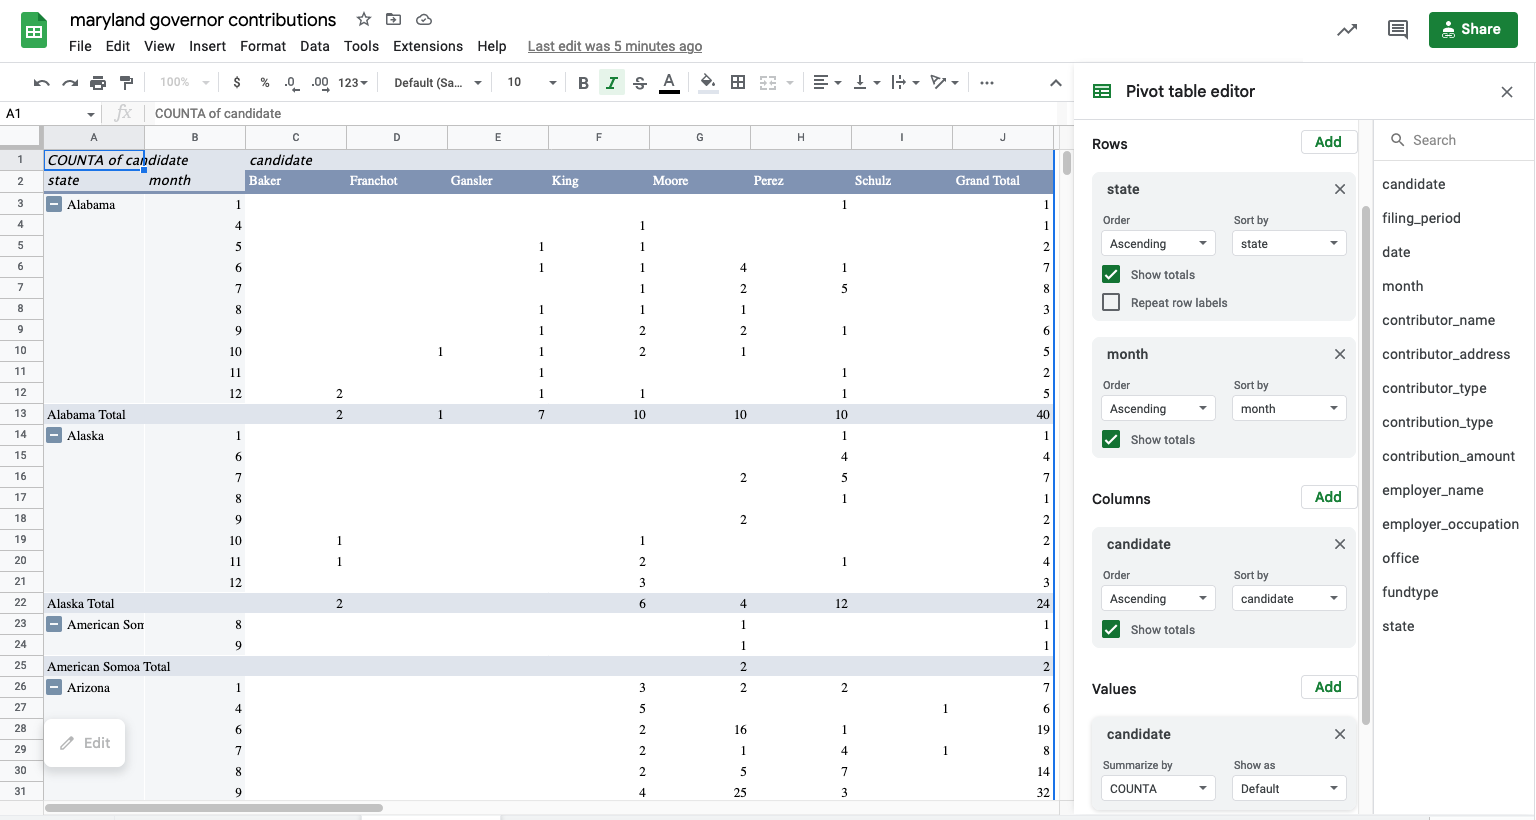 maryland governor contributions
File Edit View Insert Format Data Tools Extensions Help Last edit was 5 minutes ago
Share
100% $ % .0 .00 123 Default (Sa... 10 B I S A
A1 fx COUNTA of candidate
A B C D E F G H I J
1 COUNTA of candidate candidate
2 state month Baker Franchot Gansler King Moore Perez Schulz Grand Total
3 Alabama 1 1 1
4 4 1 1
5 5 1 1 2
6 6 1 1 4 1 7
7 7 1 2 5 8
8 8 1 1 1 3
9 9 1 2 2 1 6
10 10 1 1 2 1 5
11 11 1 1 2
12 12 2 1 1 1 5
13 Alabama Total 2 1 7 10 10 10 40
14 Alaska 1 1 1
15 6 4 4
16 7 2 5 7
17 8 1 1
18 9 2 2
19 10 1 1 2
20 11 1 2 1 4
21 12 3 3
22 Alaska Total 2 6 4 12 24
23 American Som 8 1 1
24 9 1 1
25 American Somoa Total 2 2
26 Arizona 1 3 2 2 7
27 4 5 1 6
28 6 2 16 1 19
29 7 2 1 4 1 8
30 8 2 5 7 14
31 9 4 25 3 32
Edit
Pivot table editor
Rows Add
state
Order Sort by
Ascending state
Show totals
Repeat row labels
month
Order Sort by
Ascending month
Show totals
Columns Add
candidate
Order Sort by
Ascending candidate
Show totals
Values Add
candidate
Summarize by Show as
COUNTA Default
Search
candidate
filing_period
date
month
contributor_name
contributor_address
contributor_type
contribution_type
contribution_amount
employer_name
employer_occupation
office
fundtype
state